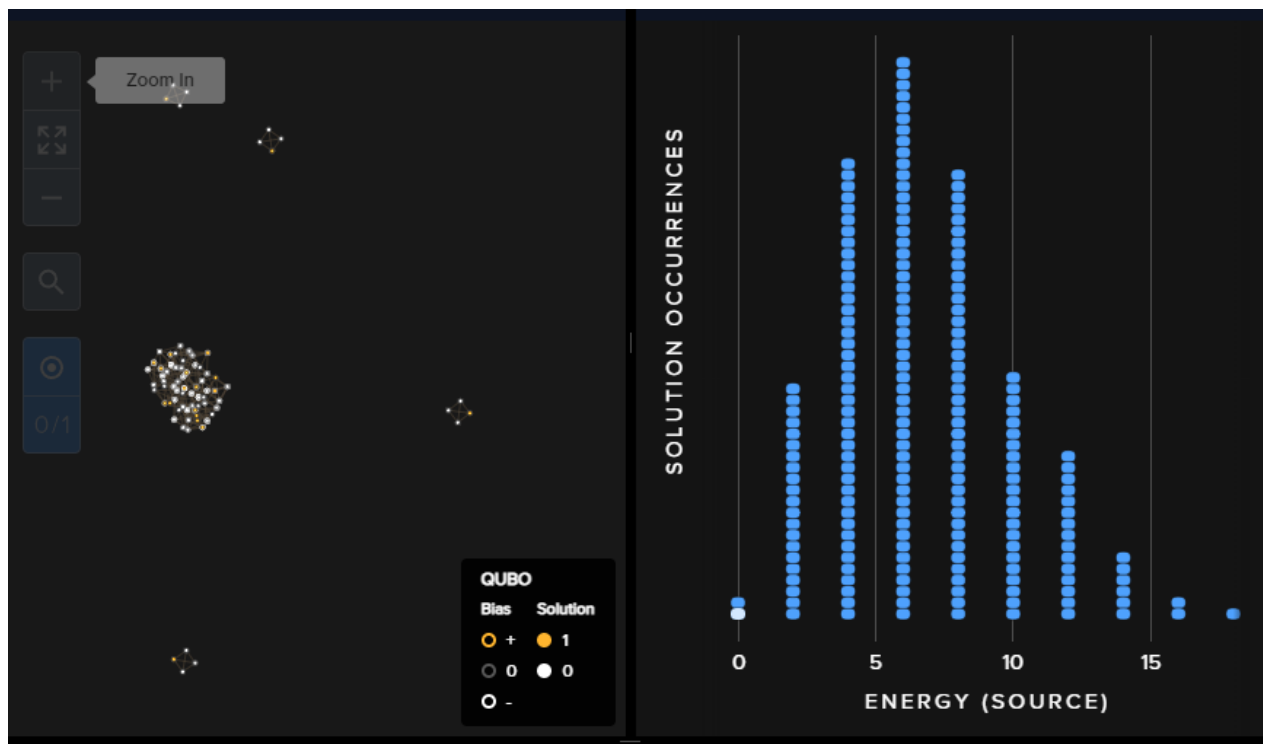 Zoom In
0/1
QUBO
Bias Solution
+ 1
0 0
-
SOLUTION OCCURRENCES
0 5 10 15
ENERGY (SOURCE)